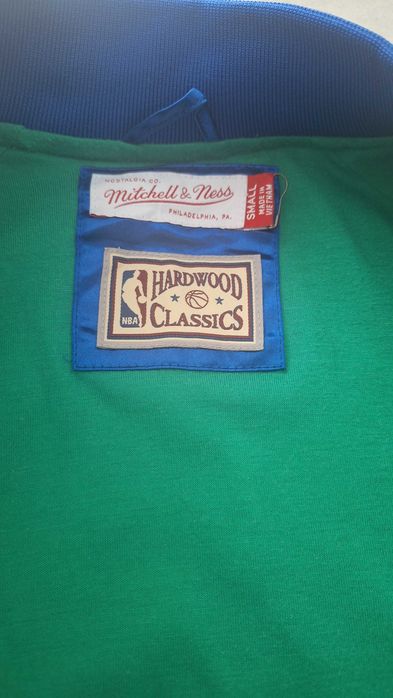 NOSTALGIA CO.
Mitchell & Ness
PHILADELPHIA, PA.
SMALL
MADE IN
VIETNAM
HARDWOOD
CLASSICS
NBA